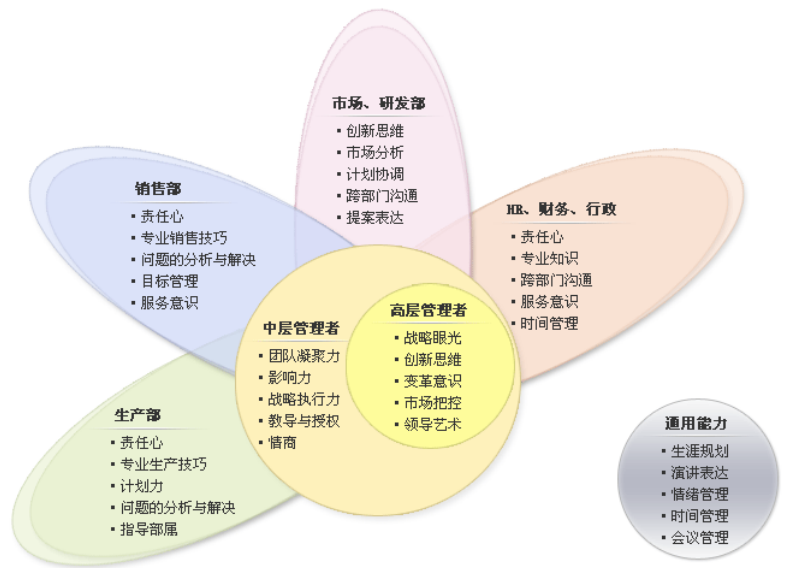 市场、研发部
▪ 创新思维
▪ 市场分析
▪ 计划协调
▪ 跨部门沟通
▪ 提案表达
销售部
▪ 责任心
▪ 专业销售技巧
▪ 问题的分析与解决
▪ 目标管理
▪ 服务意识
HR、财务、行政
▪ 责任心
▪ 专业知识
▪ 跨部门沟通
▪ 服务意识
▪ 时间管理
中层管理者
▪ 团队凝聚力
▪ 影响力
▪ 战略执行力
▪ 教导与授权
▪ 情商
高层管理者
▪ 战略眼光
▪ 创新思维
▪ 变革意识
▪ 市场把控
▪ 领导艺术
生产部
▪ 责任心
▪ 专业生产技巧
▪ 计划力
▪ 问题的分析与解决
▪ 指导部属
通用能力
▪ 生涯规划
▪ 演讲表达
▪ 情绪管理
▪ 时间管理
▪ 会议管理